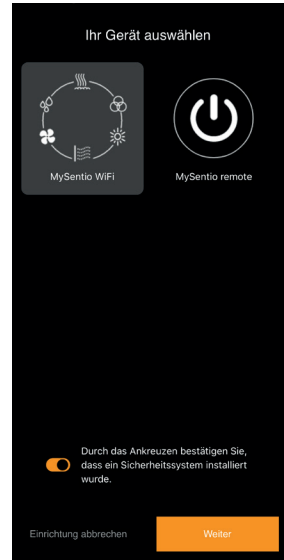 Ihr Gerät auswählen
MySentio WiFi
MySentio remote
Durch das Ankreuzen bestätigen Sie,
dass ein Sicherheitssystem installiert
wurde.
Einrichtung abbrechen
Weiter